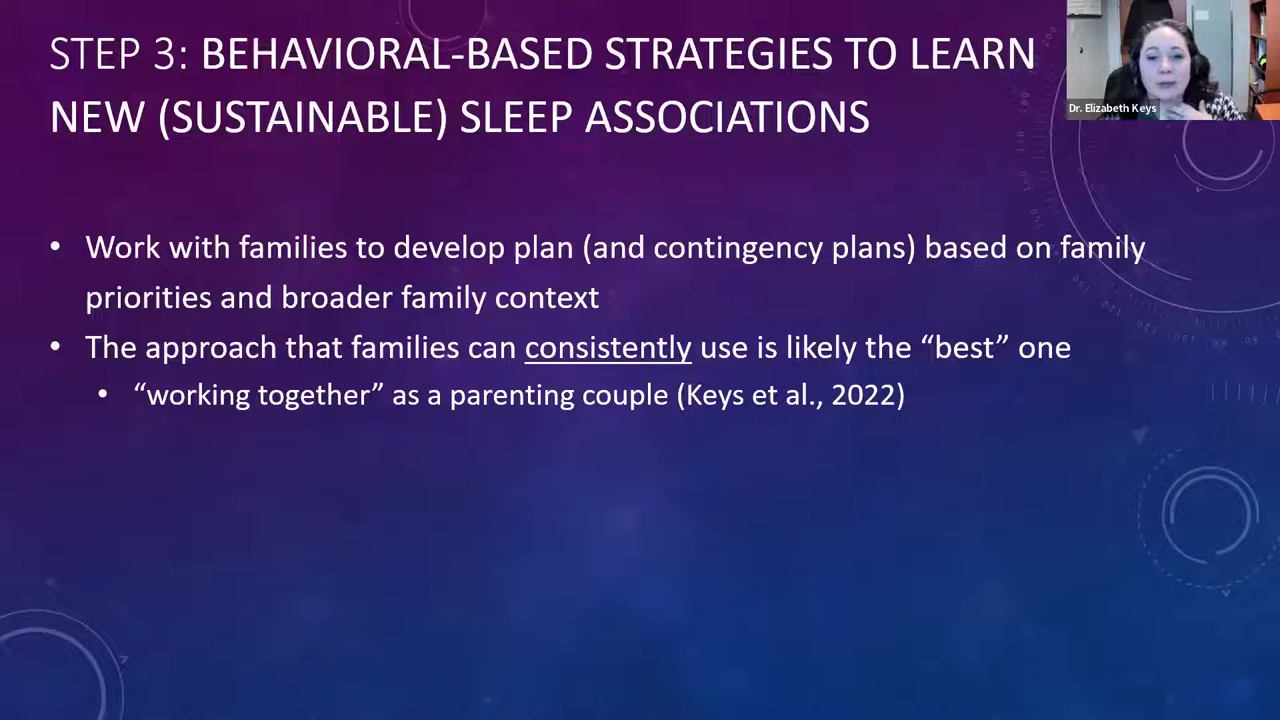 STEP 3: BEHAVIORAL-BASED STRATEGIES TO LEARN
NEW (SUSTAINABLE) SLEEP ASSOCIATIONS
Dr. Elizabeth Keys
• Work with families to develop plan (and contingency plans) based on family
priorities and broader family context
• The approach that families can consistently use is likely the “best” one
• “working together” as a parenting couple (Keys et al., 2022)